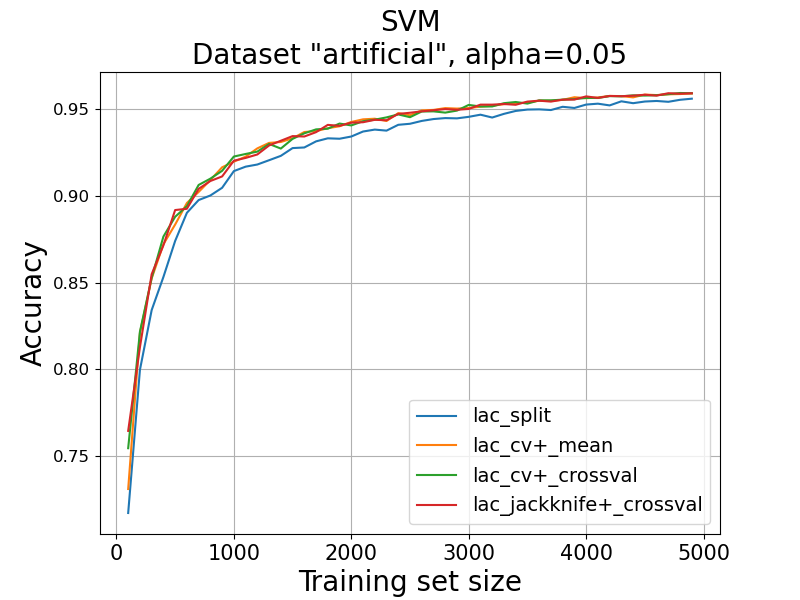 SVM
Dataset "artificial", alpha=0.05
Accuracy
0.95
0.90
0.85
0.80
0.75
lac_split
lac_cv+_mean
lac_cv+_crossval
lac_jackknife+_crossval
0 1000 2000 3000 4000 5000
Training set size